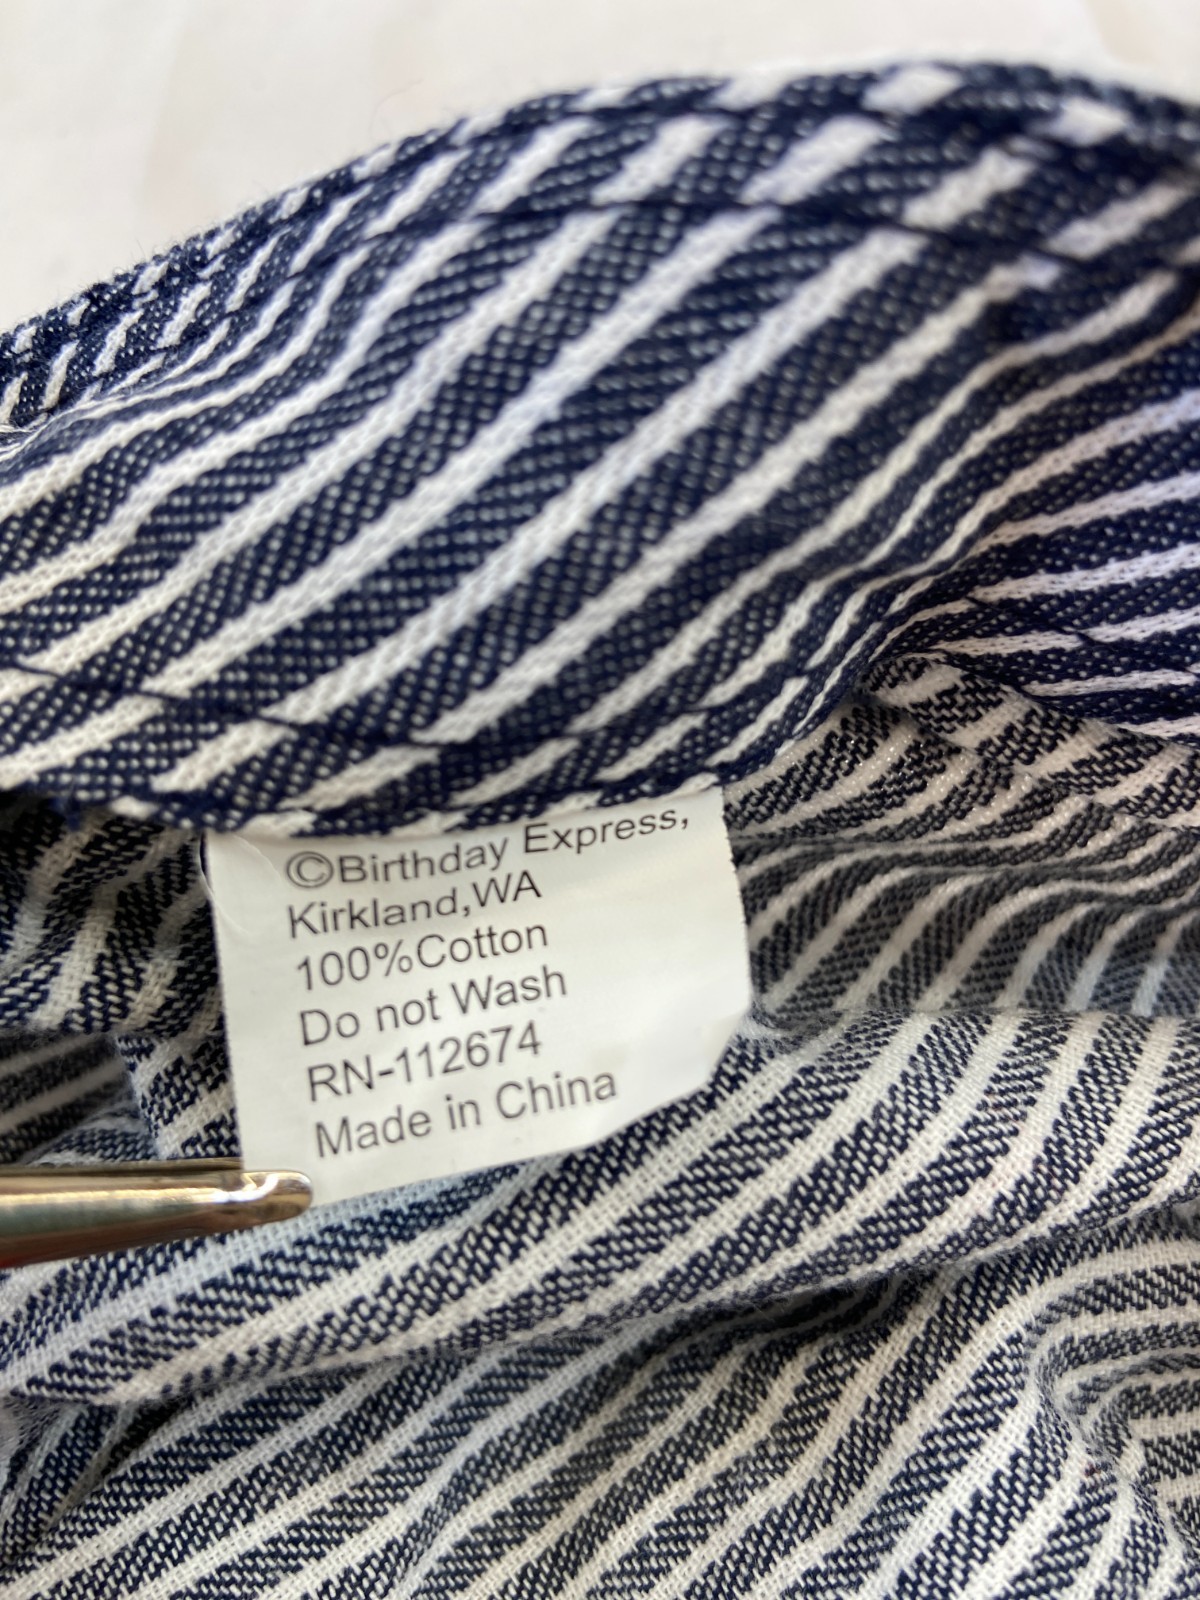 ©Birthday Express,
Kirkland,WA
100%Cotton
Do not Wash
RN-112674
Made in China